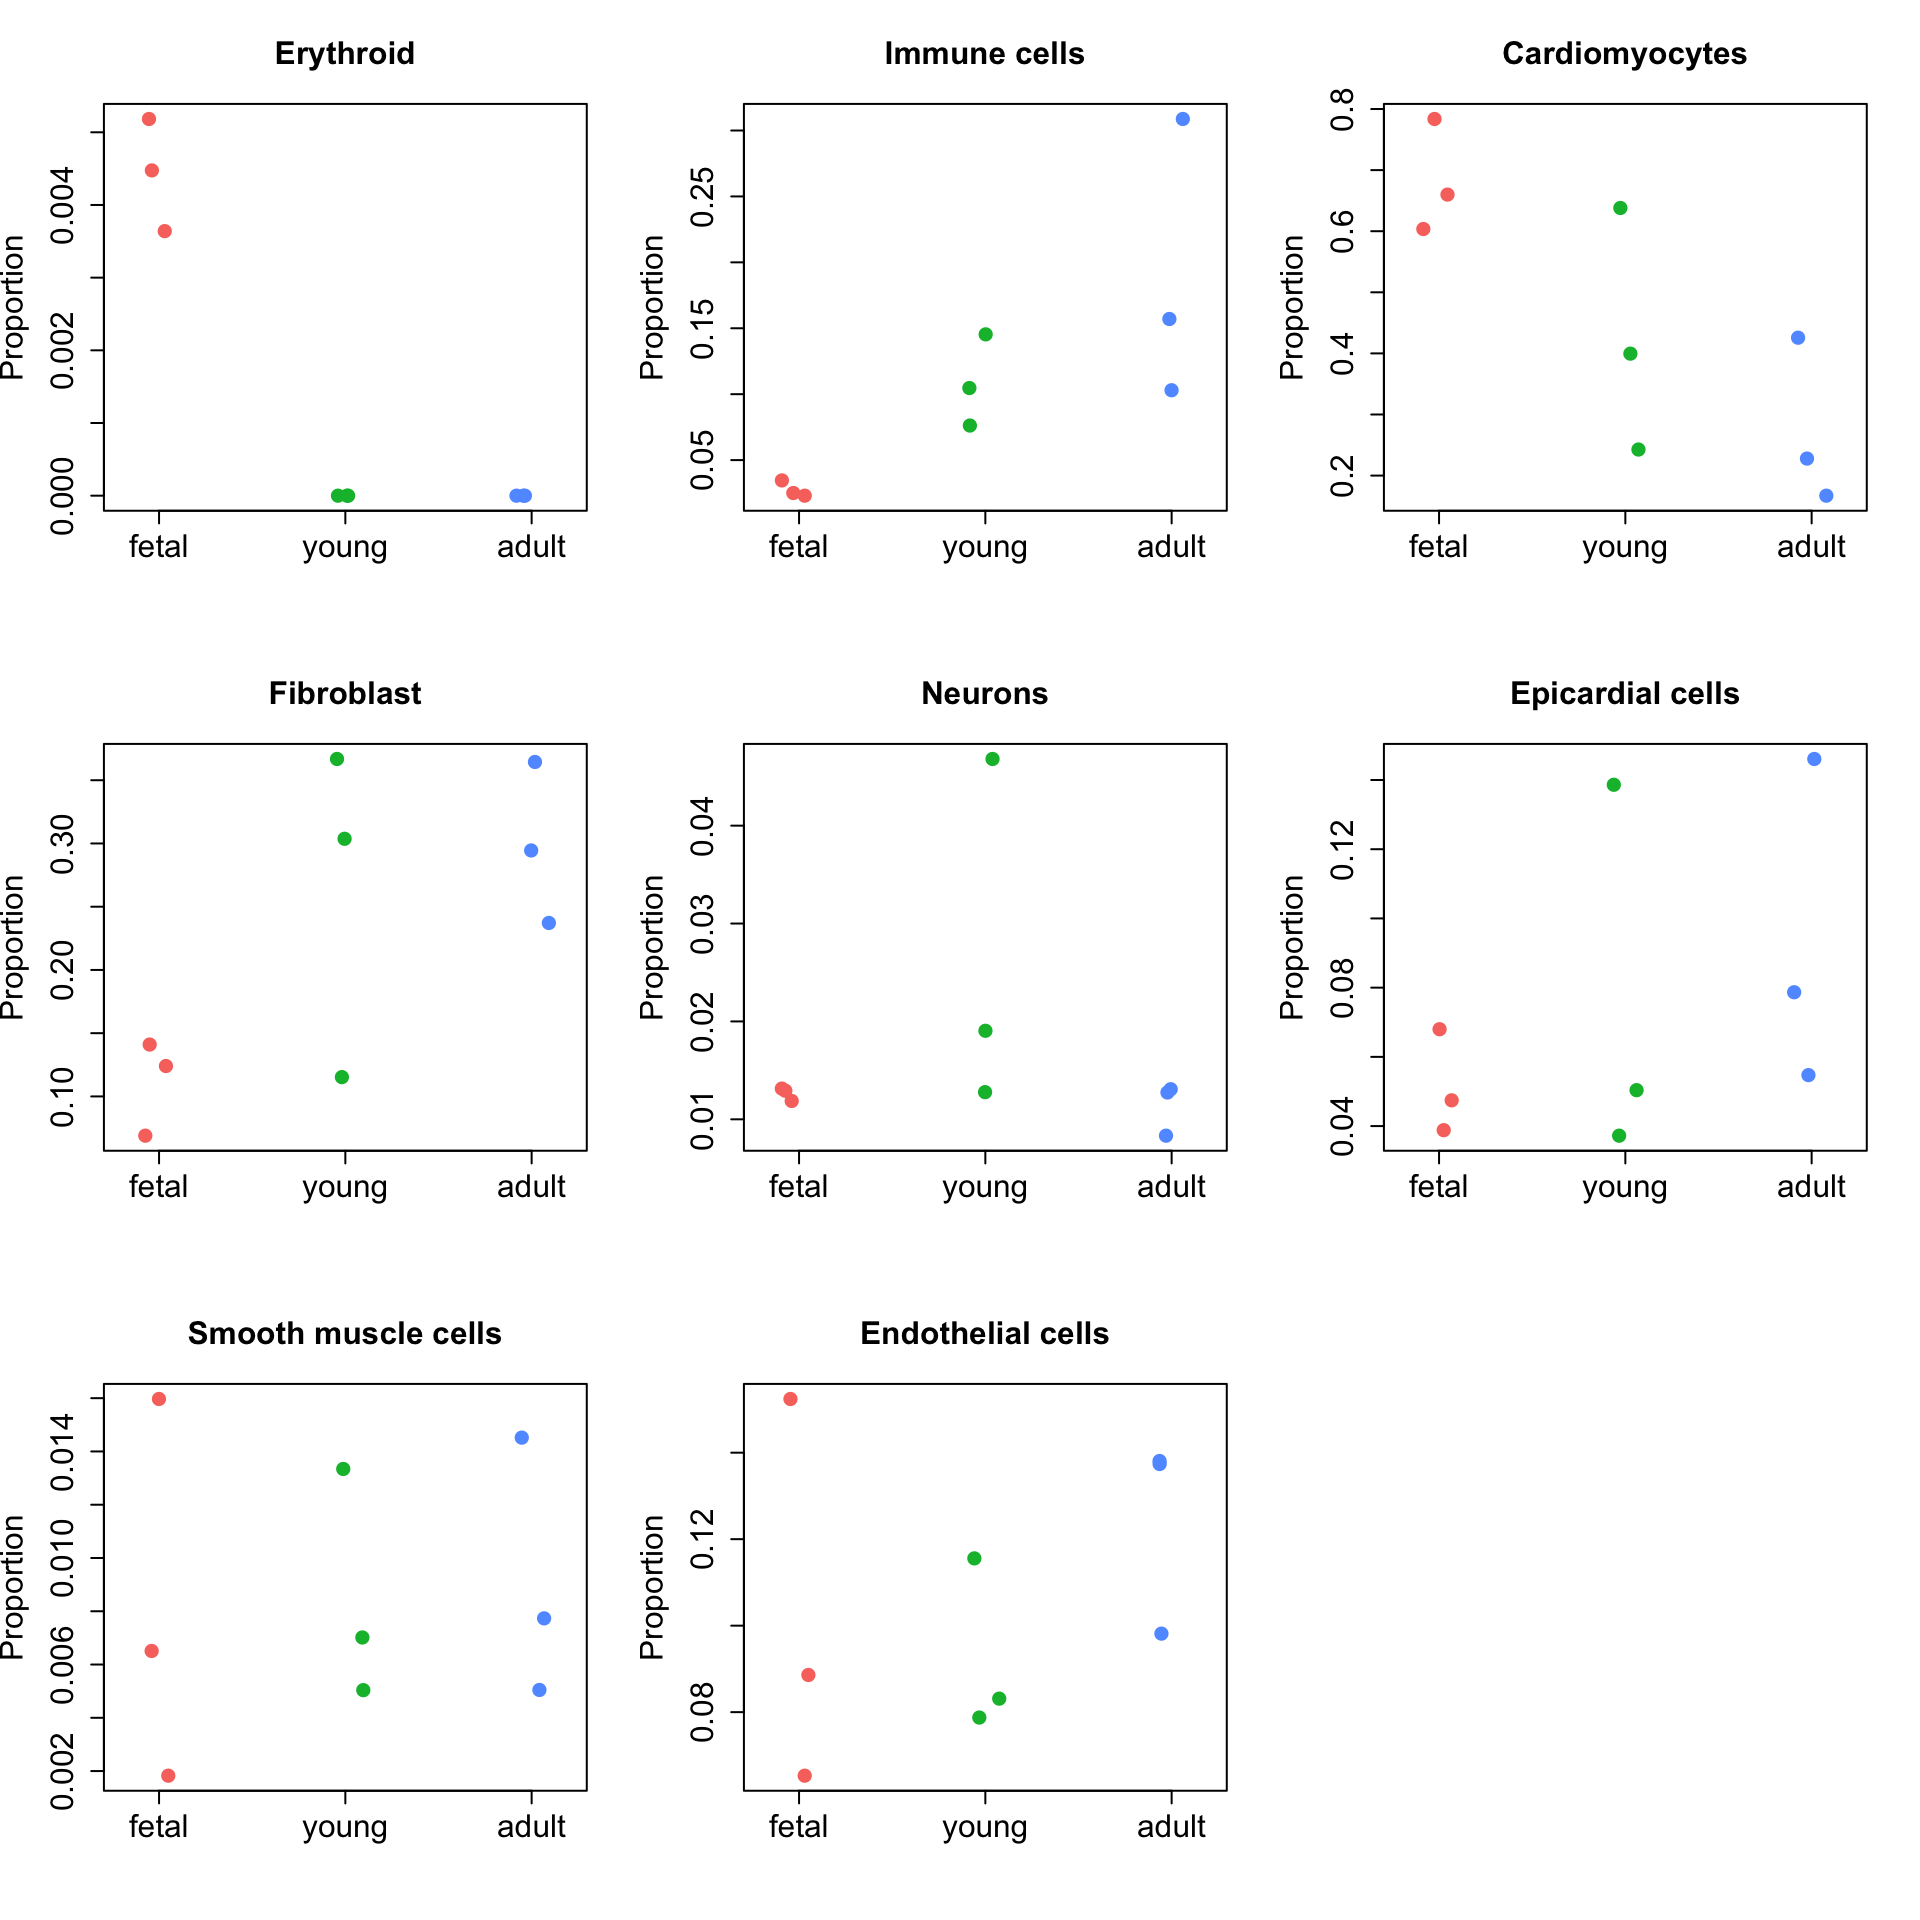 Erythroid
Proportion
0.004
0.002
0.000
fetal young adult
Immune cells
Proportion
0.25
0.15
0.05
fetal young adult
Cardiomyocytes
Proportion
0.8
0.6
0.4
0.2
fetal young adult
Fibroblast
Proportion
0.30
0.20
0.10
fetal young adult
Neurons
Proportion
0.04
0.03
0.02
0.01
fetal young adult
Epicardial cells
Proportion
0.12
0.08
0.04
fetal young adult
Smooth muscle cells
Proportion
0.014
0.010
0.006
0.002
fetal young adult
Endothelial cells
Proportion
0.12
0.08
fetal young adult